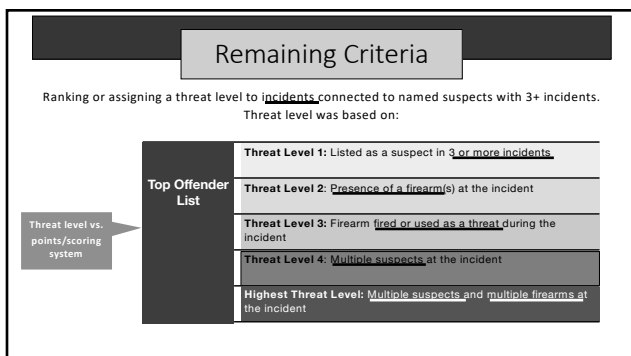 Remaining Criteria
Ranking or assigning a threat level to incidents connected to named suspects with 3+ incidents.
Threat level was based on:
Top Offender
List
Threat Level 1: Listed as a suspect in 3 or more incidents
Threat Level 2: Presence of a firearm(s) at the incident
Threat Level 3: Firearm fired or used as a threat during the
incident
Threat Level 4: Multiple suspects at the incident
Highest Threat Level: Multiple suspects and multiple firearms at
the incident
Threat level vs.
points/scoring
system